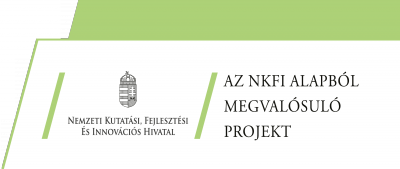 Nemzeti Kutatási, Fejlesztési
És Innovációs Hivatal
AZ NKFI ALAPBÓL
MEGVALÓSULÓ
PROJEKT